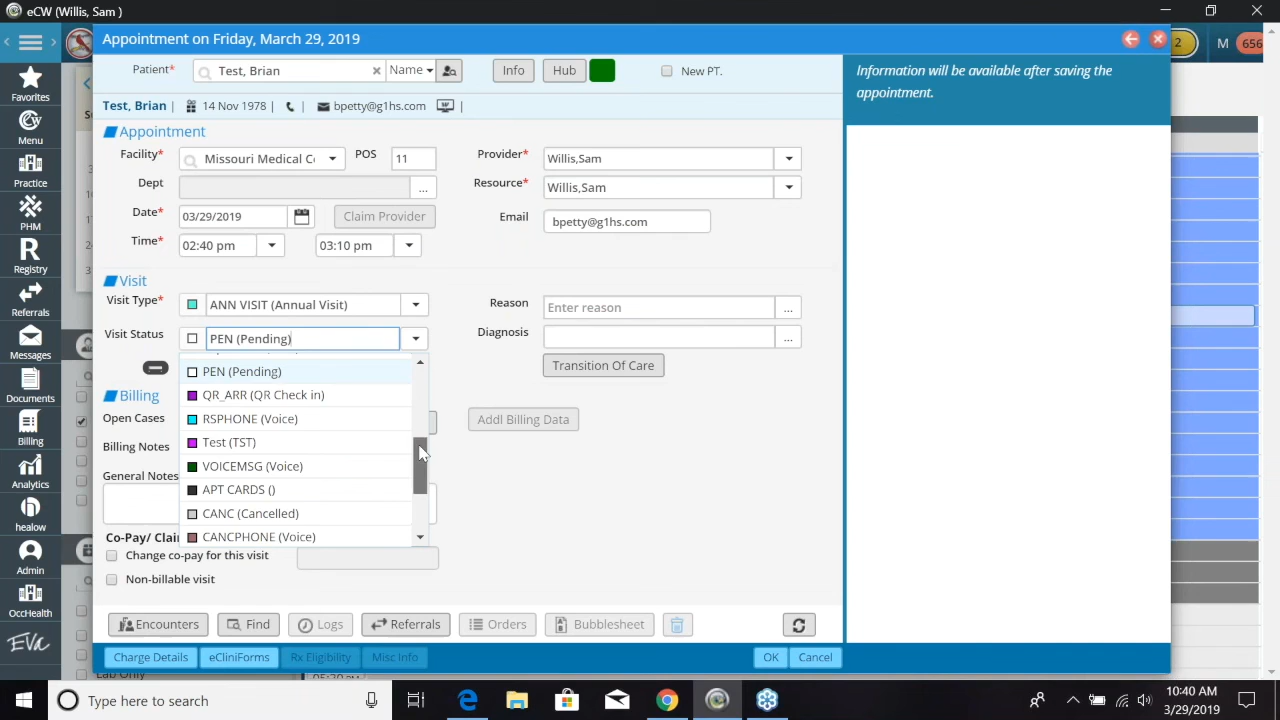 eCW (Willis, Sam )
Appointment on Friday, March 29, 2019
2
M
656
Favorites
Menu
Practice
PHM
Registry
Referrals
Messages
Documents
Billing
Analytics
healow
Admin
OccHealth
EVA
Patient*
Test, Brian
Name
Info
Hub
New PT.
Information will be available after saving the
appointment.
Test, Brian | 14 Nov 1978 | | bpetty@g1hs.com |
Appointment
Facility*
Missouri Medical C
POS
11
Provider*
Willis,Sam
Dept
...
Resource*
Willis,Sam
Date*
03/29/2019
Claim Provider
Email
bpetty@g1hs.com
Time*
02:40 pm
03:10 pm
Visit
Visit Type*
ANN VISIT (Annual Visit)
Reason
Enter reason
...
Visit Status
PEN (Pending)
Diagnosis
...
Transition Of Care
PEN (Pending)
QR_ARR (QR Check in)
RSPHONE (Voice)
Test (TST)
VOICEMSG (Voice)
APT CARDS ()
CANC (Cancelled)
CANCPHONE (Voice)
Billing
Open Cases
Addl Billing Data
Billing Notes
General Notes
Co-Pay/ Clai
Change co-pay for this visit
Non-billable visit
Encounters
Find
Logs
Referrals
Orders
Bubblesheet
Charge Details
eCliniForms
Rx Eligibility
Misc Info
OK
Cancel
Lab Only
05:30 pm
Type here to search
10:40 AM
3/29/2019